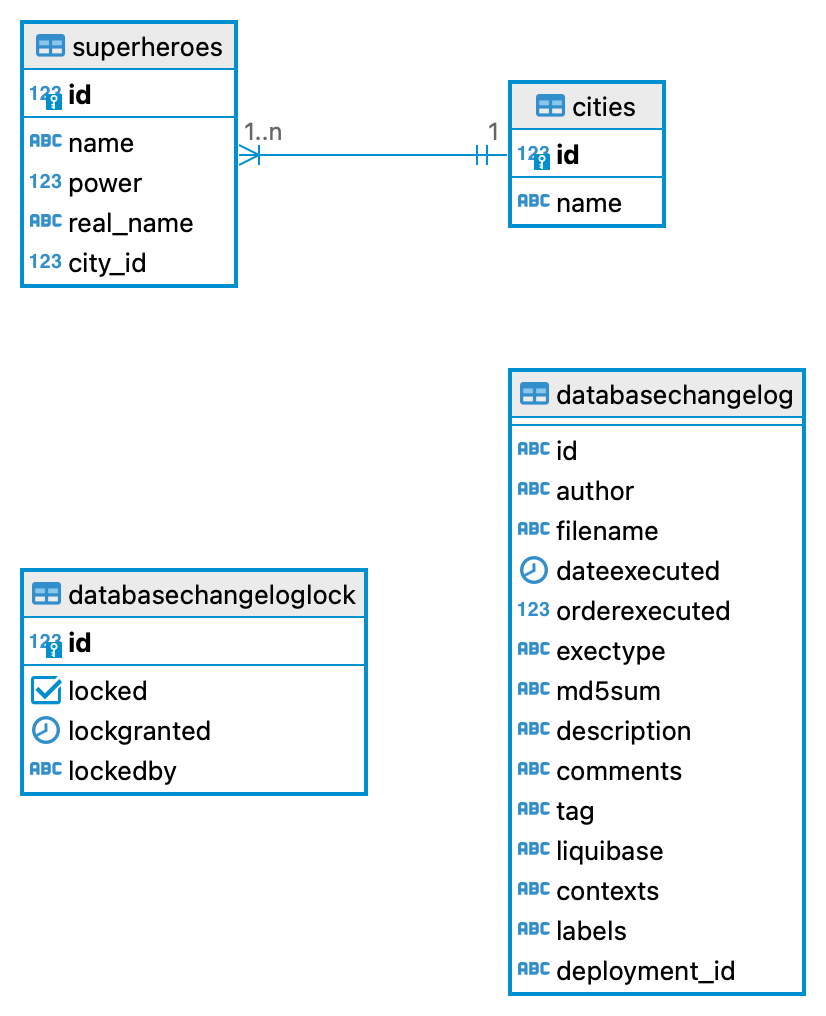 superheroes
123 id
ABC name
123 power
ABC real_name
123 city_id
1..n
1
cities
123 id
ABC name
databasechangelog
ABC id
ABC author
ABC filename
dateexecuted
123 orderexecuted
ABC exectype
ABC md5sum
ABC description
ABC comments
ABC tag
ABC liquibase
ABC contexts
ABC labels
ABC deployment_id
databasechangeloglock
123 id
locked
lockgranted
ABC lockedby